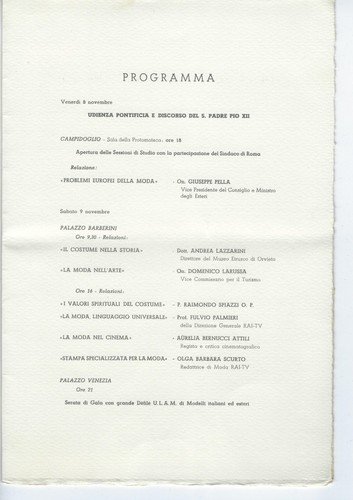 PROGRAMMA
Venerdì 8 novembre
UDIENZA PONTIFICIA E DISCORSO DEL S. PADRE PIO XII
CAMPIDOGLIO - Sala della Protomoteca: ore 18
Apertura delle Sessioni di Studio con la partecipazione del Sindaco di Roma
Relazione:
«PROBLEMI EUROPEI DELLA MODA» - On. GIUSEPPE PELLA
Vice Presidente del Consiglio e Ministro
degli Esteri
Sabato 9 novembre
PALAZZO BARBERINI
Ore 9,30 - Relazioni:
«IL COSTUME NELLA STORIA» - Dott. ANDREA LAZZARINI
Direttore del Museo Etrusco di Orvieto
«LA MODA NELL'ARTE» - On. DOMENICO LARUSSA
Vice Commissario per il Turismo
Ore 16 - Relazioni:
«I VALORI SPIRITUALI DEL COSTUME» - P. RAIMONDO SPIAZZI O. P.
«LA MODA, LINGUAGGIO UNIVERSALE» - Prof. FULVIO PALMIERI
della Direzione Generale RAI-TV
«LA MODA NEL CINEMA» - AURELIA BERNUCCI ATTILI
Regista e critica cinematografica
«STAMPA SPECIALIZZATA PER LA MODA» - OLGA BARBARA SCURTO
Redattrice di Moda RAI-TV
PALAZZO VENEZIA
Ore 21
Serata di Gala con grande Défilé U.I.A.M. di Modelli italiani ed esteri